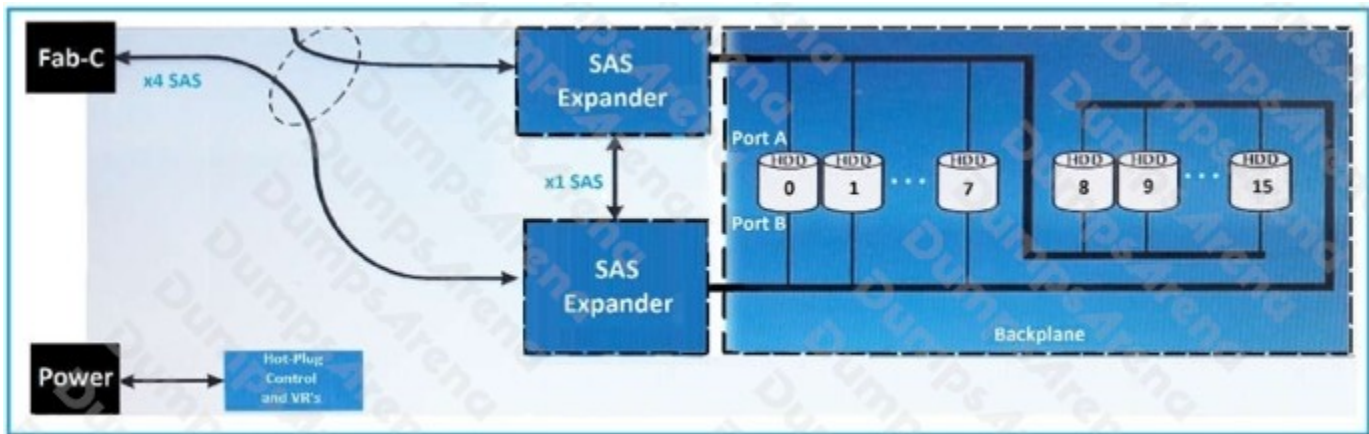 Fab-C
x4 SAS
SAS
Expander
x1 SAS
SAS
Expander
Port A
HDD HDD HDD HDD HDD HDD
0 1 ... 7 8 9 ... 15
Port B
Backplane
Power
Hot-Plug
Control
and VR's
DumpsArena